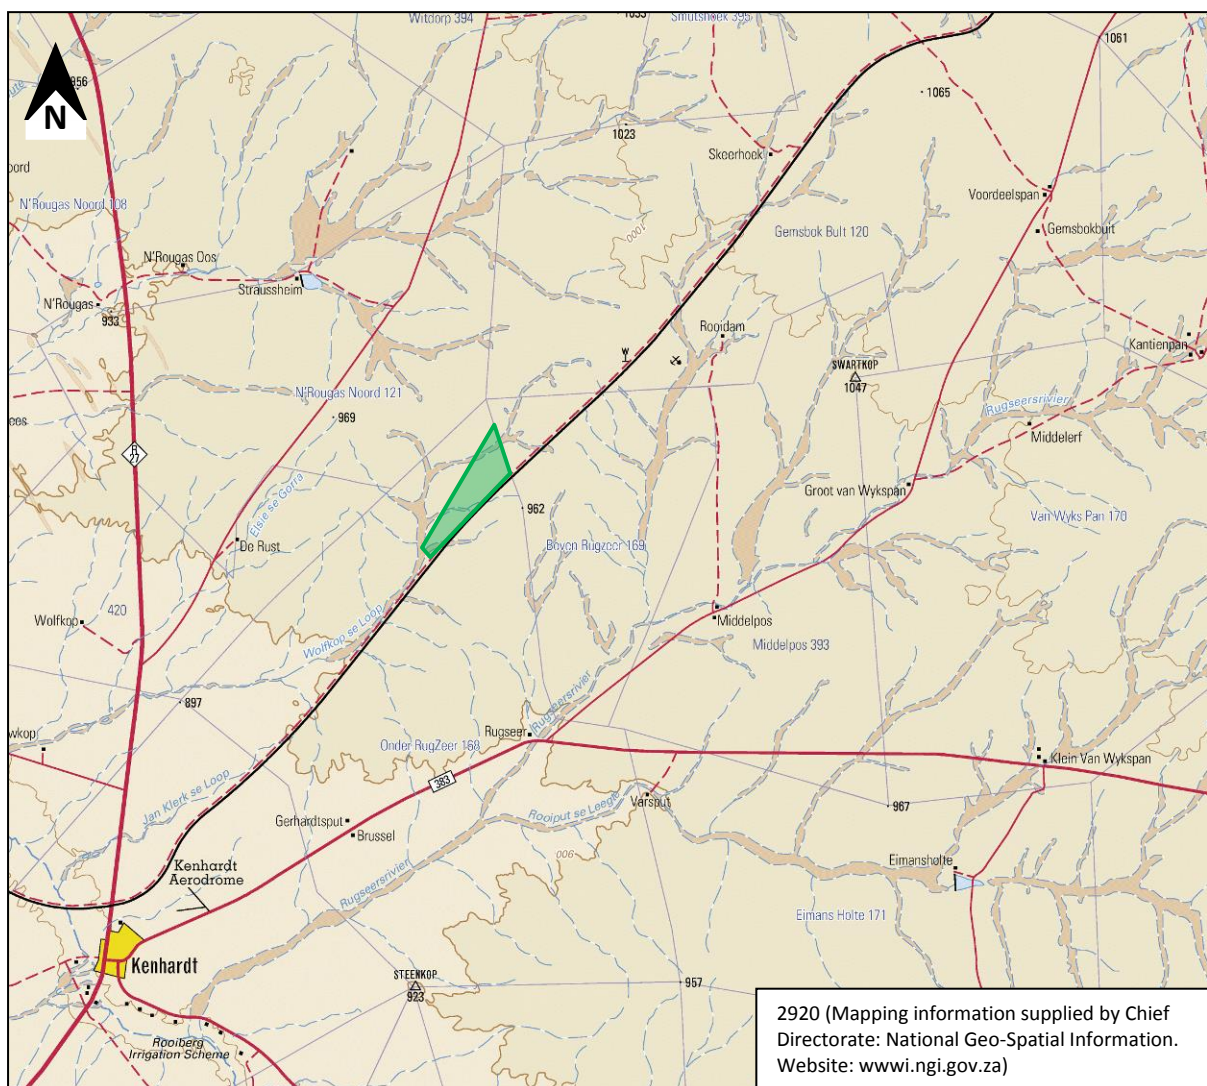 Witdorp 394
1033
Smutshoek 395
1061
956
N
1065
1023
Skeerhoek
oord
Voordeelspan
N'Rougas Noord 108
1000
Gemsbok Bult 120
Gemsbokbult
N'Rougas Oos
Straussheim
N'Rougas
933
Rooidam
Kantienpan
W
SWARTKOP
1047
N'Rougas Noord 121
969
Rugseersrivier
Middelerf
R
27
Groot van Wykspan
962
Van Wyks Pan 170
Elsie se Gorra
De Rust
Boven Rugzeer 169
420
Wolfkop
Middelpos
Wolfkop se Loop
Middelpos 393
897
Rugseersrivier
Rugseer
wkop
Onder RugZeer 168
Klein Van Wykspan
383
Jan Klerk se Loop
Varsput
967
Rooiput se Leegte
Gerhardtsput
Brussel
900
Eimansholte
Kenhardt
Aerodrome
Rugseersrivier
Eimans Holte 171
Kenhardt
STEENKOP
923
957
Rooiberg
Irrigation Scheme
2920 (Mapping information supplied by Chief
Directorate: National Geo-Spatial Information.
Website: wwwi.ngi.gov.za)